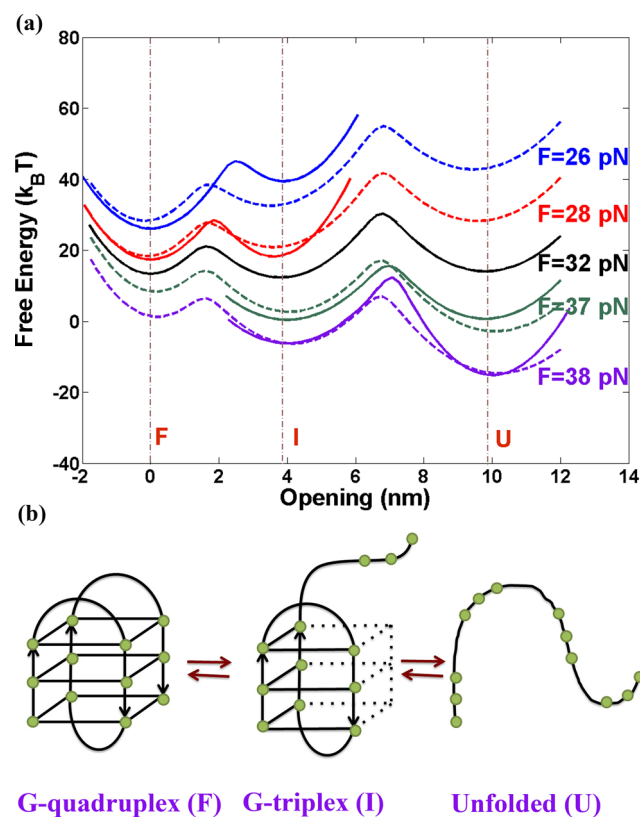 (a)
80
60
40
20
0
-20
-40
Free Energy (k_BT)
F=26 pN
F=28 pN
F=32 pN
F=37 pN
F=38 pN
F
I
U
-2 0 2 4 6 8 10 12 14
Opening (nm)
(b)
G-quadruplex (F)
G-triplex (I)
Unfolded (U)